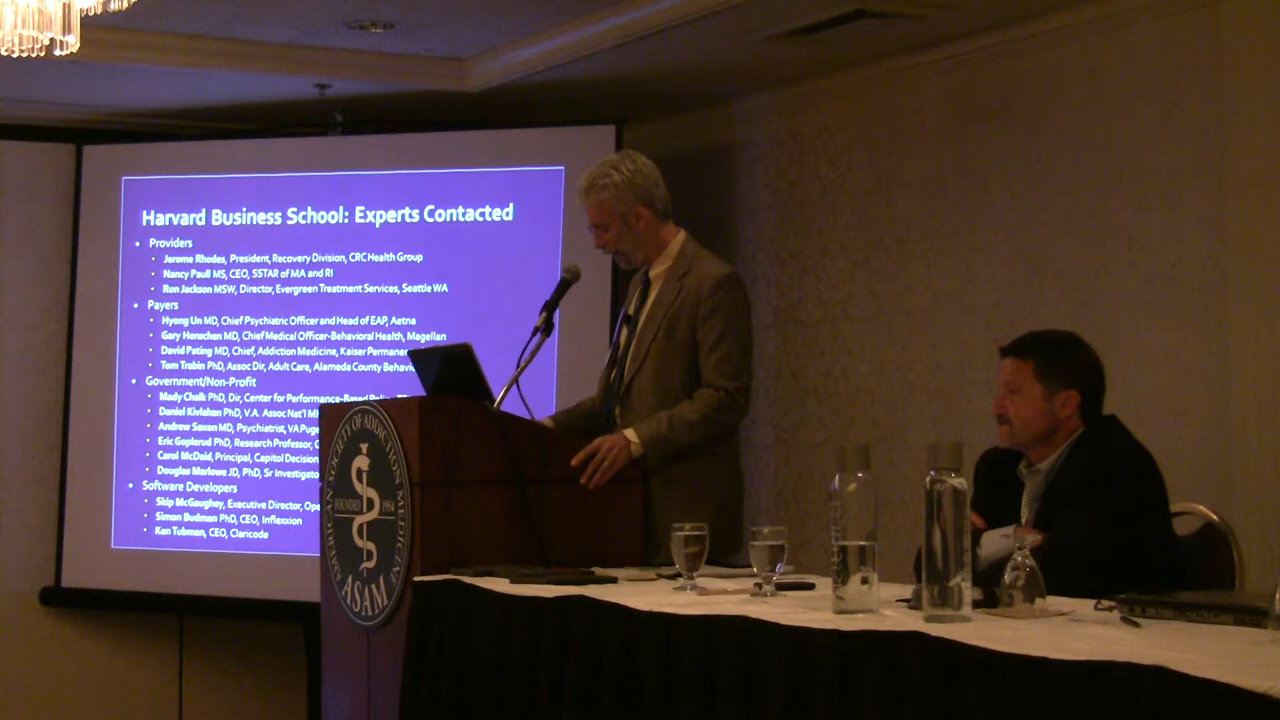 Harvard Business School: Experts Contacted
• Providers
• Jerome Rhodes, President, Recovery Division, CRC Health Group
• Nancy Paull MS, CEO, SSTAR of MA and RI
• Ron Jackson MSW, Director, Evergreen Treatment Services, Seattle WA
• Payers
• Hyong Un MD, Chief Psychiatric Officer and Head of EAP, Aetna
• Gary Henschen MD, Chief Medical Officer-Behavioral Health, Magellan
• David Pating MD, Chief, Addiction Medicine, Kaiser
• Tom Trabin PhD, Assoc Dir, Adult Care, Alameda County
• Government/Non-Profit
• Mady Chalk PhD, Dir, Center for Performance-Based
• Daniel Kivlahan PhD, V.A. Assoc Nat'l
• Andrew Saxon MD, Psychiatrist, VA
• Eric Goplerud PhD, Research Professor,
• Carol McDaid, Principal, Capitol
• Douglas Marlowe JD, PhD, Sr
• Software Developers
• Skip McGaughey, Executive Director,
• Simon Budman PhD, CEO, Inflexxion
• Ken Tubman, CEO, Claricode
AMERICAN SOCIETY OF ADDICTION MEDICINE
FOUNDED 1954
ASAM